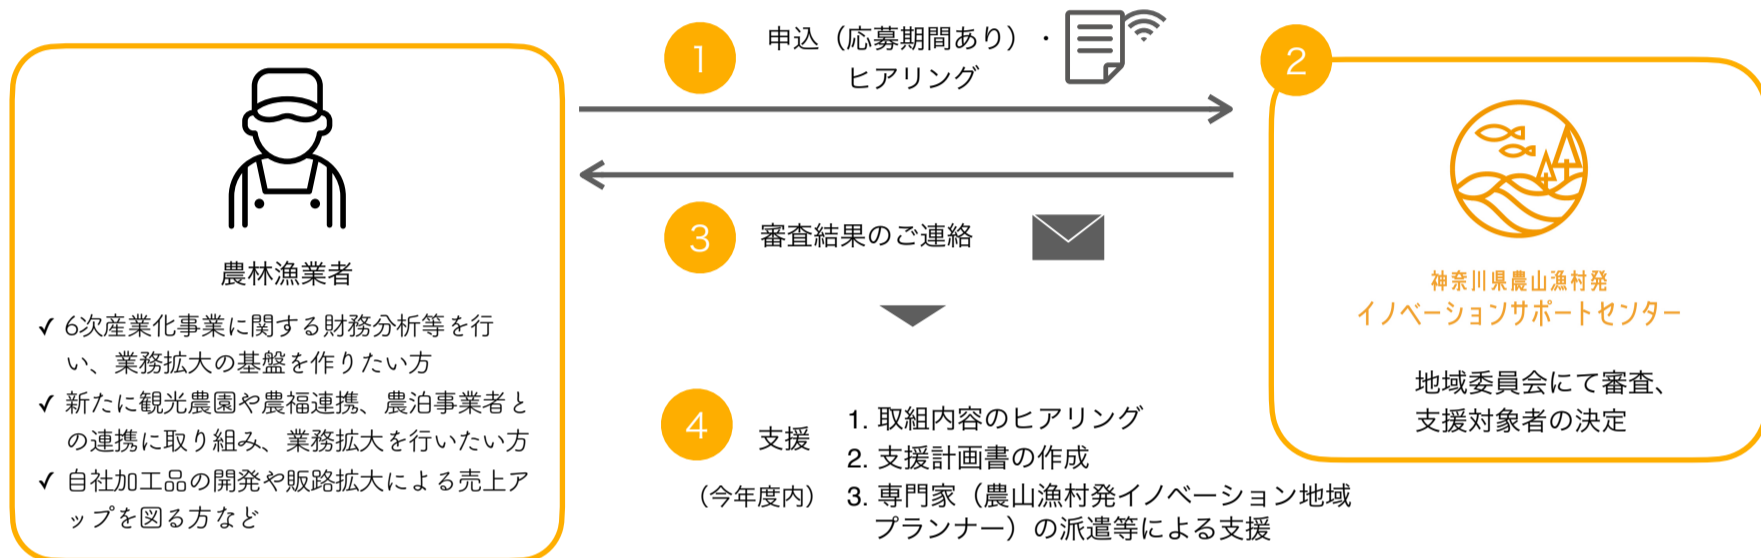 農林漁業者
✓ 6次産業化事業に関する財務分析等を行
い、業務拡大の基盤を作りたい方
✓ 新たに観光農園や農福連携、農泊事業者と
の連携に取り組み、業務拡大を行いたい方
✓ 自社加工品の開発や販路拡大による売上ア
ップを図る方など
1
申込（応募期間あり）・
ヒアリング
2
神奈川県農山漁村発
イノベーションサポートセンター
地域委員会にて審査、
支援対象者の決定
3
審査結果のご連絡
4
支援
（今年度内）
1. 取組内容のヒアリング
2. 支援計画書の作成
3. 専門家（農山漁村発イノベーション地域
プランナー）の派遣等による支援